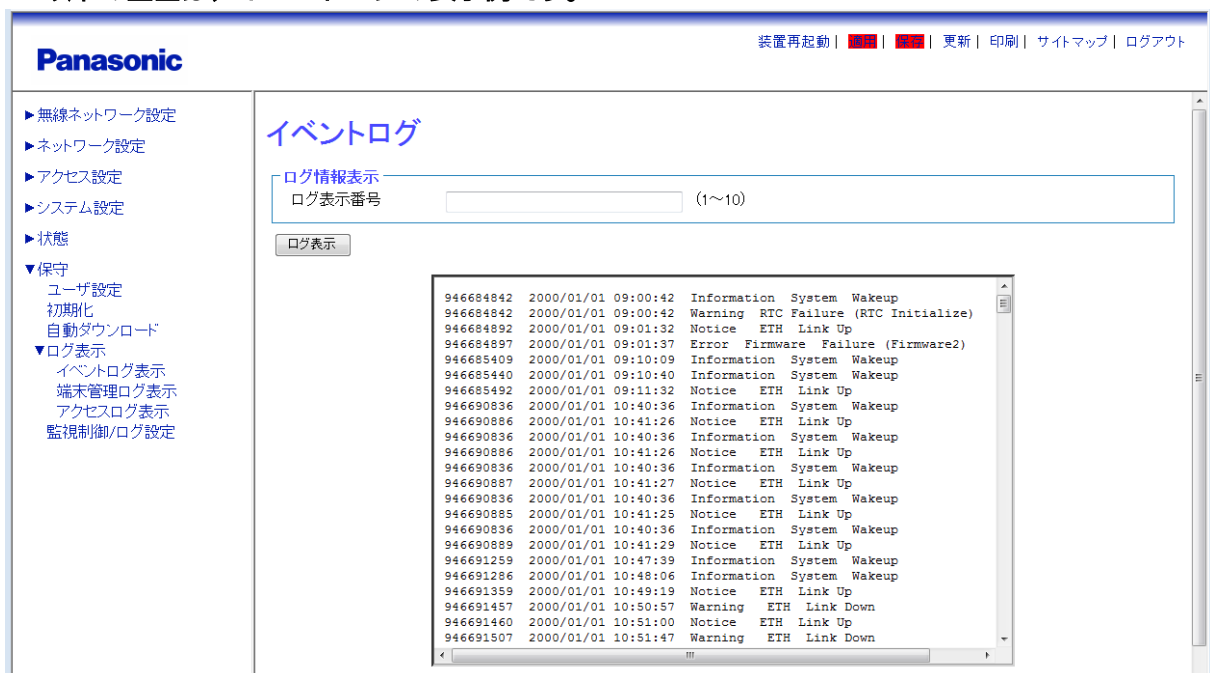 装置再起動| 適用| 保存| 更新| 印刷| サイトマップ| ログアウト
Panasonic
▶無線ネットワーク設定
▶ネットワーク設定
▶アクセス設定
▶システム設定
▶状態
▼保守
ユーザ設定
初期化
自動ダウンロード
▼ログ表示
イベントログ表示
端末管理ログ表示
アクセスログ表示
監視制御/ログ設定
イベントログ
ログ情報表示
ログ表示番号 (1~10)
ログ表示
946684842 2000/01/01 09:00:42 Information System Wakeup
946684842 2000/01/01 09:00:42 Warning RTC Failure (RTC Initialize)
946684892 2000/01/01 09:01:32 Notice ETH Link Up
946684897 2000/01/01 09:01:37 Error Firmware Failure (Firmware2)
946685409 2000/01/01 09:10:09 Information System Wakeup
946685440 2000/01/01 09:10:40 Information System Wakeup
946685492 2000/01/01 09:11:32 Notice ETH Link Up
946690836 2000/01/01 10:40:36 Information System Wakeup
946690886 2000/01/01 10:41:26 Notice ETH Link Up
946690836 2000/01/01 10:40:36 Information System Wakeup
946690886 2000/01/01 10:41:26 Notice ETH Link Up
946690836 2000/01/01 10:40:36 Information System Wakeup
946690887 2000/01/01 10:41:27 Notice ETH Link Up
946690836 2000/01/01 10:40:36 Information System Wakeup
946690885 2000/01/01 10:41:25 Notice ETH Link Up
946690836 2000/01/01 10:40:36 Information System Wakeup
946690889 2000/01/01 10:41:29 Notice ETH Link Up
946691259 2000/01/01 10:47:39 Information System Wakeup
946691286 2000/01/01 10:48:06 Information System Wakeup
946691359 2000/01/01 10:49:19 Notice ETH Link Up
946691457 2000/01/01 10:50:57 Warning ETH Link Down
946691460 2000/01/01 10:51:00 Notice ETH Link Up
946691507 2000/01/01 10:51:47 Warning ETH Link Down